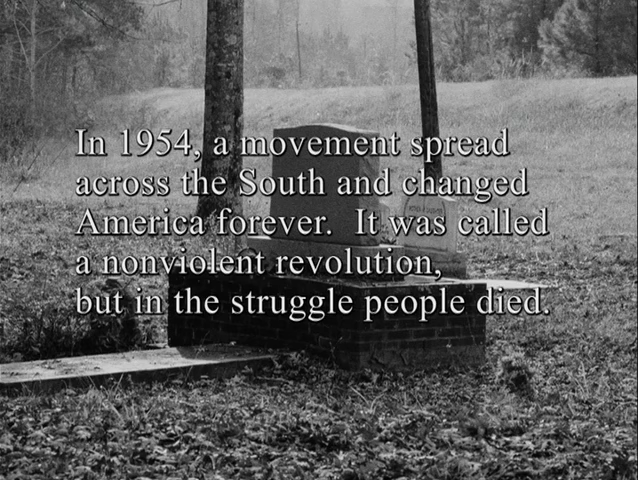 In 1954, a movement spread
across the South and changed
America forever.  It was called
a nonviolent revolution,
but in the struggle people died.